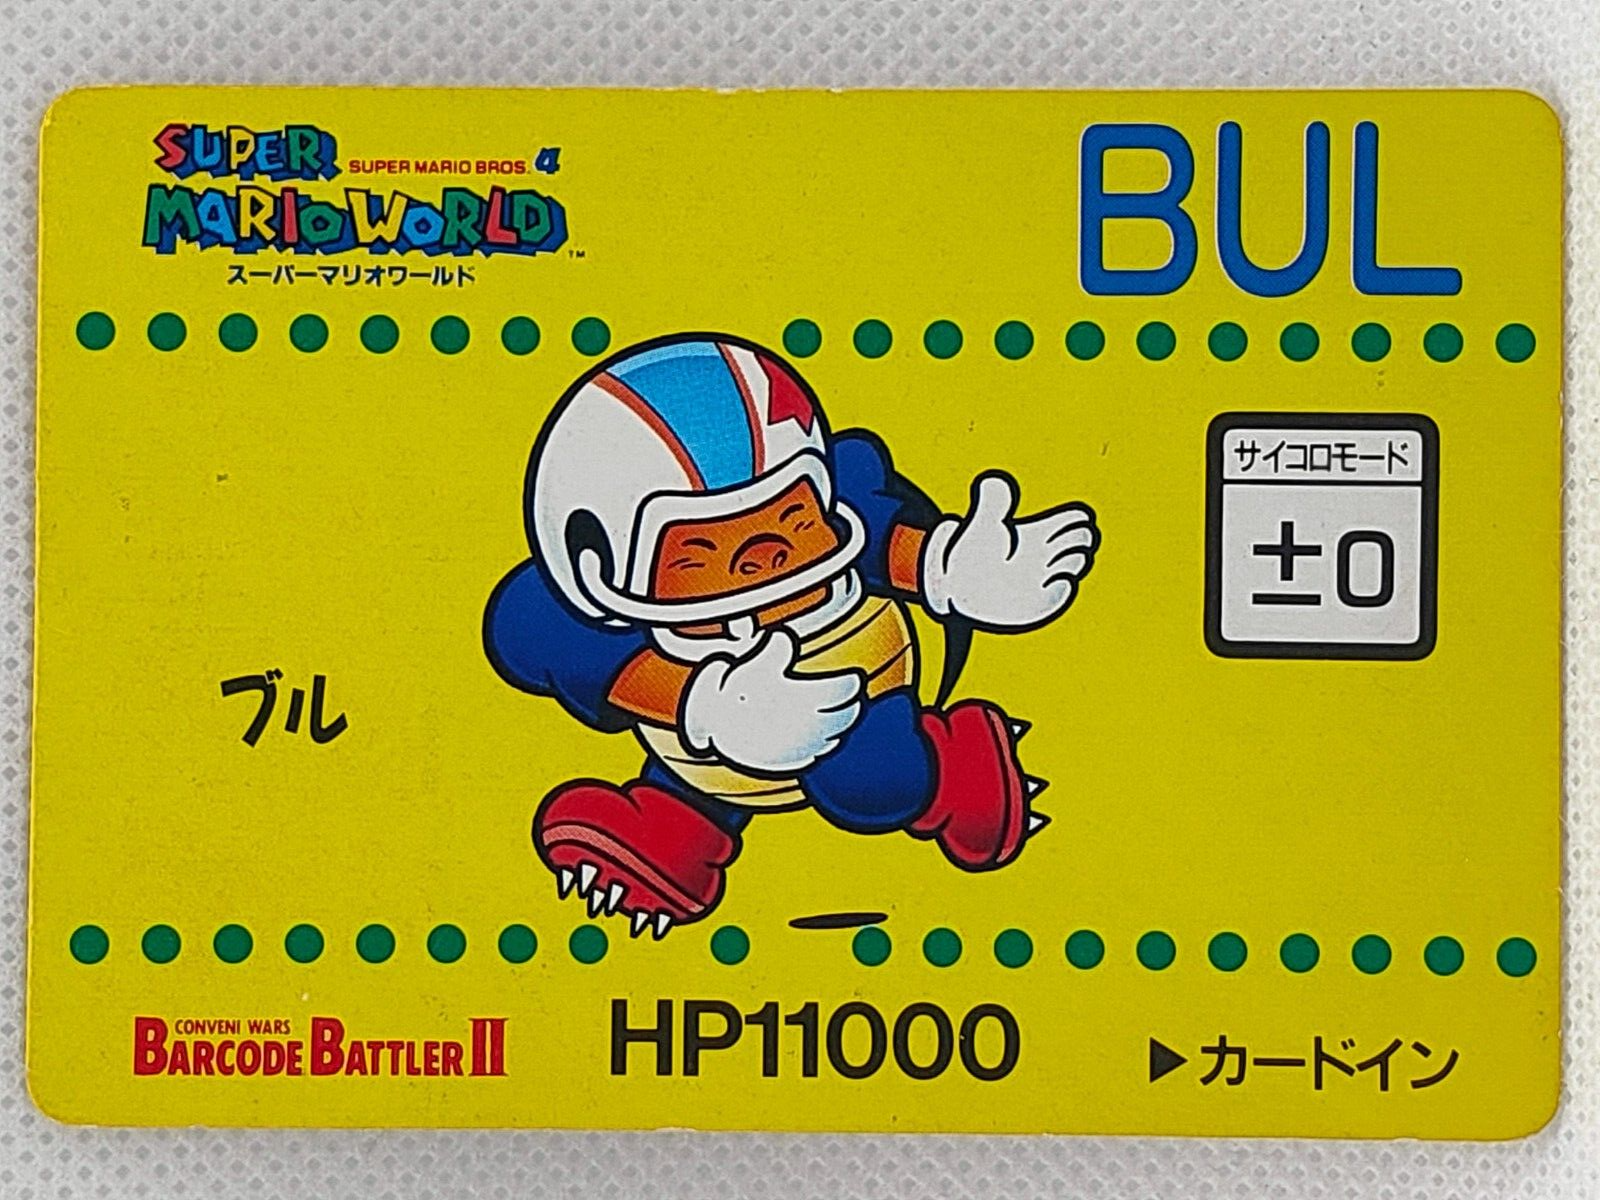 SUPER
SUPER MARIO BROS. 4
MARIO WORLD
™
スーパーマリオワールド
BUL
サイコロモード
±0
ブル
CONVENI WARS
BARCODE BATTLER II
HP11000
▶カードイン